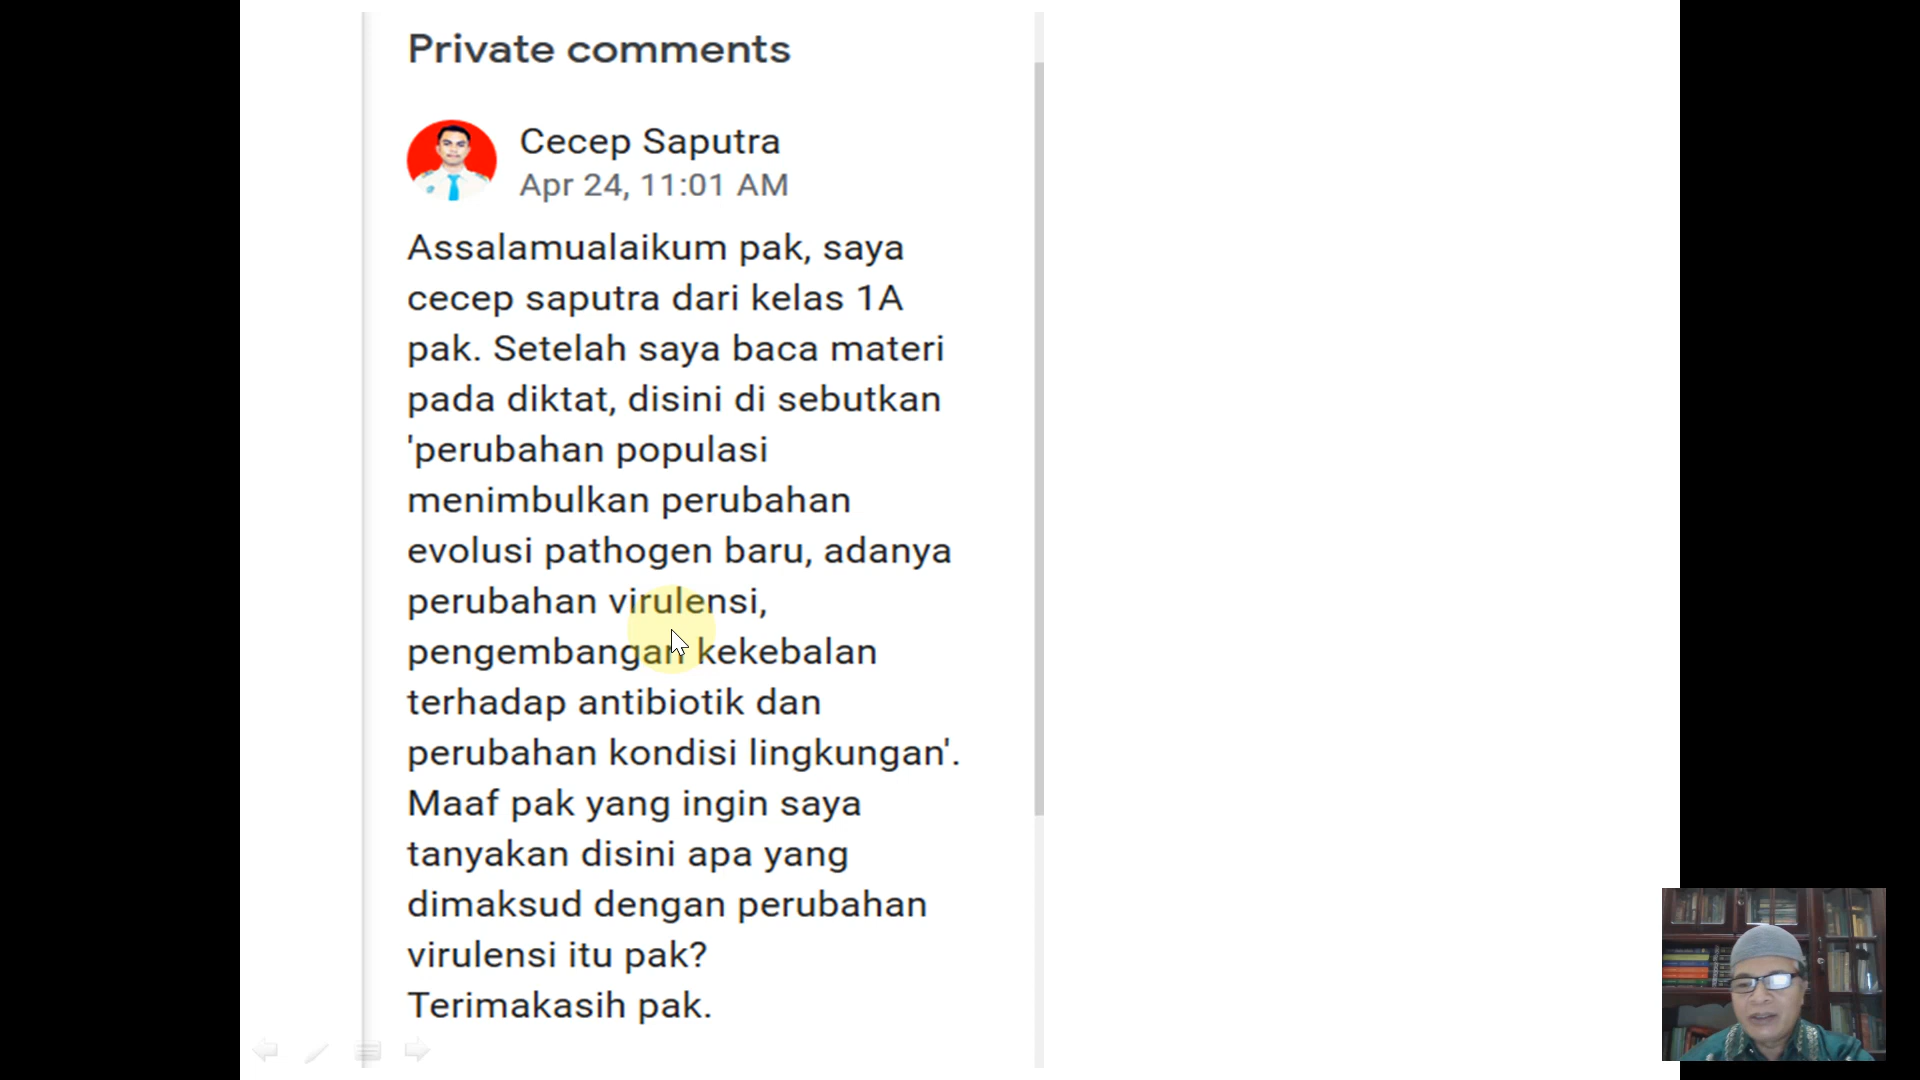 Private comments
Cecep Saputra
Apr 24, 11:01 AM
Assalamualaikum pak, saya
cecep saputra dari kelas 1A
pak. Setelah saya baca materi
pada diktat, disini di sebutkan
'perubahan populasi
menimbulkan perubahan
evolusi pathogen baru, adanya
perubahan virulensi,
pengembangan kekebalan
terhadap antibiotik dan
perubahan kondisi lingkungan'.
Maaf pak yang ingin saya
tanyakan disini apa yang
dimaksud dengan perubahan
virulensi itu pak?
Terimakasih pak.